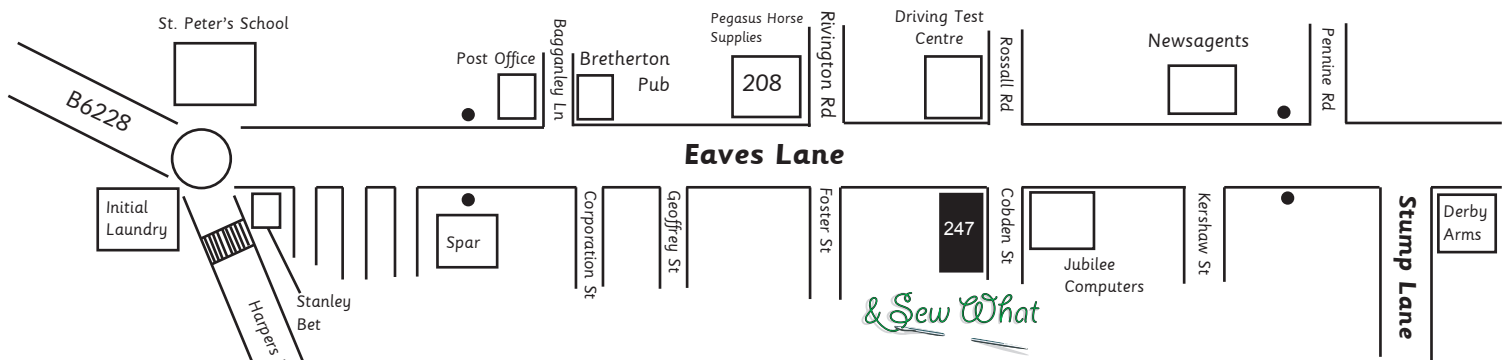 St. Peter's School
Post Office
Bagganley Ln
Bretherton
Pub
Pegasus Horse
Supplies
208
Rivington Rd
Driving Test
Centre
Rossall Rd
Newsagents
Pennine Rd
B6228
Eaves Lane
Initial
Laundry
Harpers
Stanley
Bet
Spar
Corporation St
Geoffrey St
Foster St
247
Cobden St
Jubilee
Computers
Kershaw St
Stump Lane
Derby
Arms
& Sew What